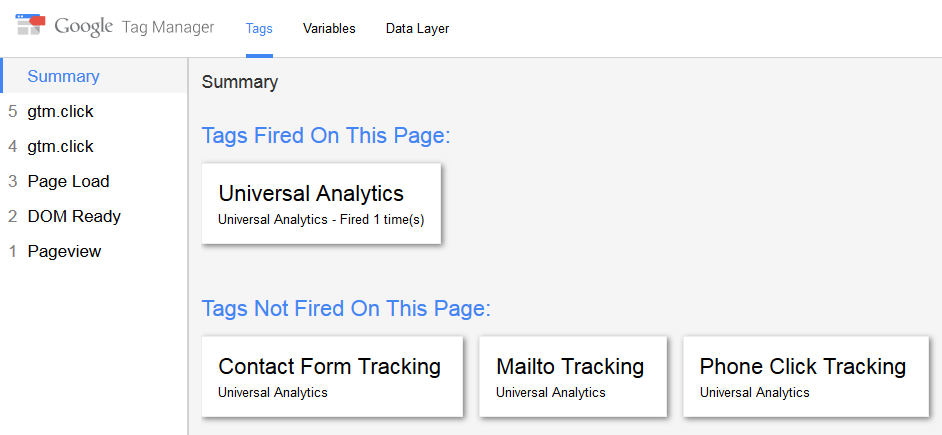 Google Tag Manager
Tags Variables Data Layer
Summary
5 gtm.click
4 gtm.click
3 Page Load
2 DOM Ready
1 Pageview
Summary
Tags Fired On This Page:
Universal Analytics
Universal Analytics - Fired 1 time(s)
Tags Not Fired On This Page:
Contact Form Tracking
Universal Analytics
Mailto Tracking
Universal Analytics
Phone Click Tracking
Universal Analytics